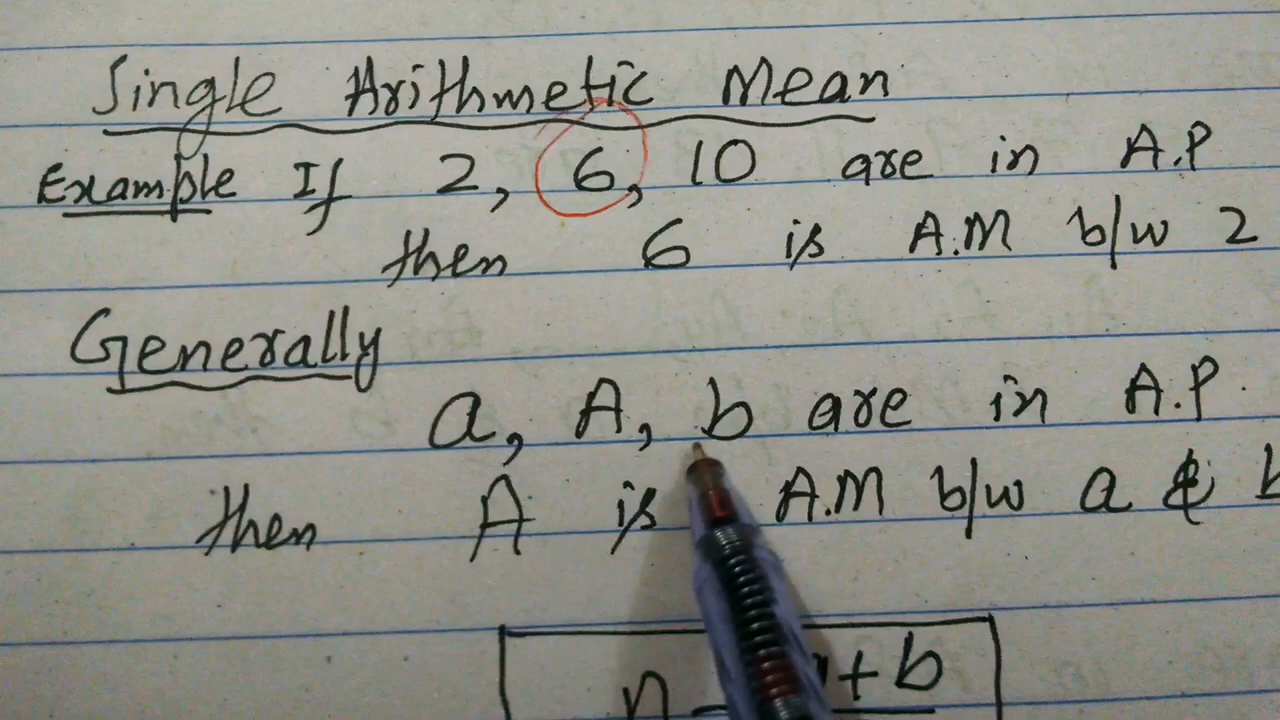 Single Arithmetic Mean
Example If 2, 6, 10 are in A.P
then 6 is A.M b/w 2
Generally
a, A, b are in A.P.
then A is A.M b/w a & b
+ b